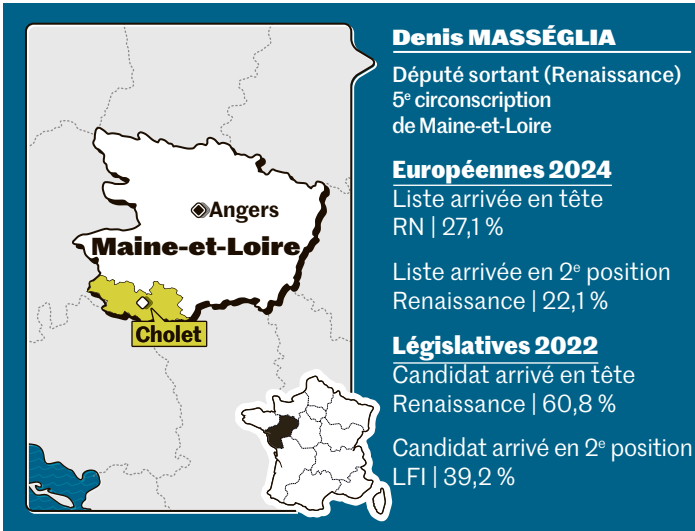 Denis MASSÉGLIA
Député sortant (Renaissance)
5e circonscription
de Maine-et-Loire
Européennes 2024
Liste arrivée en tête
RN | 27,1 %
Liste arrivée en 2e position
Renaissance | 22,1 %
Législatives 2022
Candidat arrivé en tête
Renaissance | 60,8 %
Candidat arrivé en 2e position
LFI | 39,2 %
Angers
Maine-et-Loire
Cholet